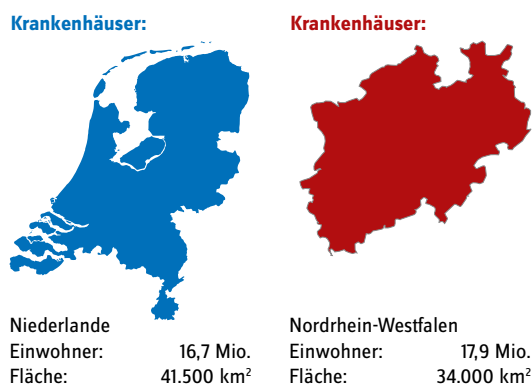 Krankenhäuser:
Niederlande
Einwohner: 16,7 Mio.
Fläche: 41.500 km²
Krankenhäuser:
Nordrhein-Westfalen
Einwohner: 17,9 Mio.
Fläche: 34.000 km²